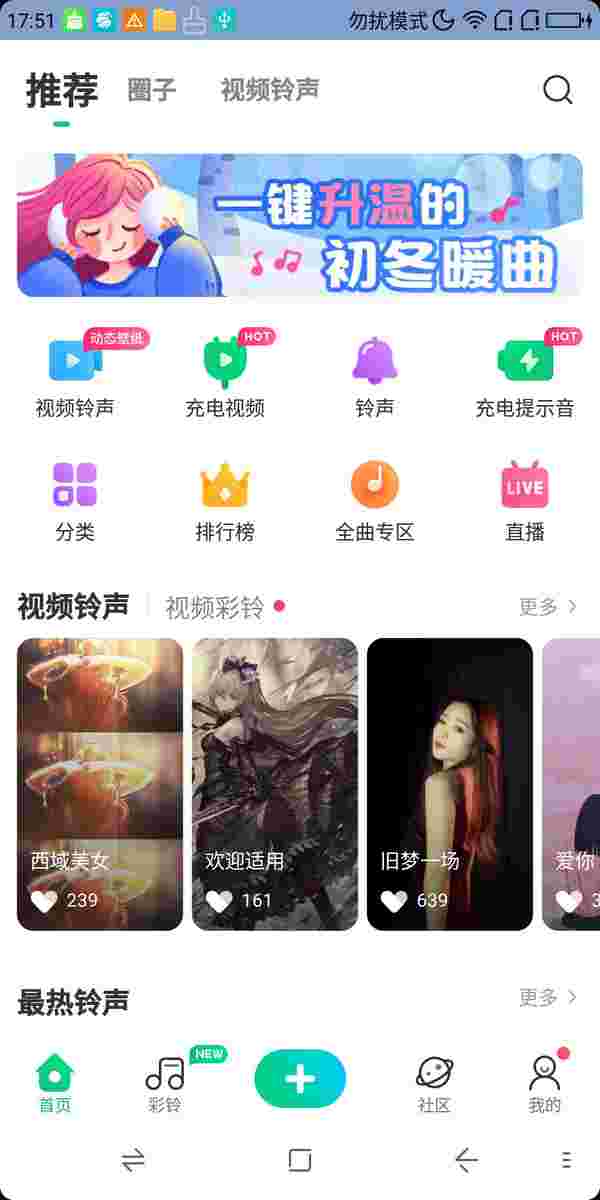 17:51 勿扰模式
推荐 圈子 视频铃声
一键升温的
初冬暖曲
动态壁纸 HOT HOT
视频铃声 充电视频 铃声 充电提示音
LIVE
分类 排行榜 全曲专区 直播
视频铃声 视频彩铃 更多
西域美女 欢迎适用 旧梦一场 爱你
239 161 639 3
最热铃声 更多
NEW
首页 彩铃 社区 我的